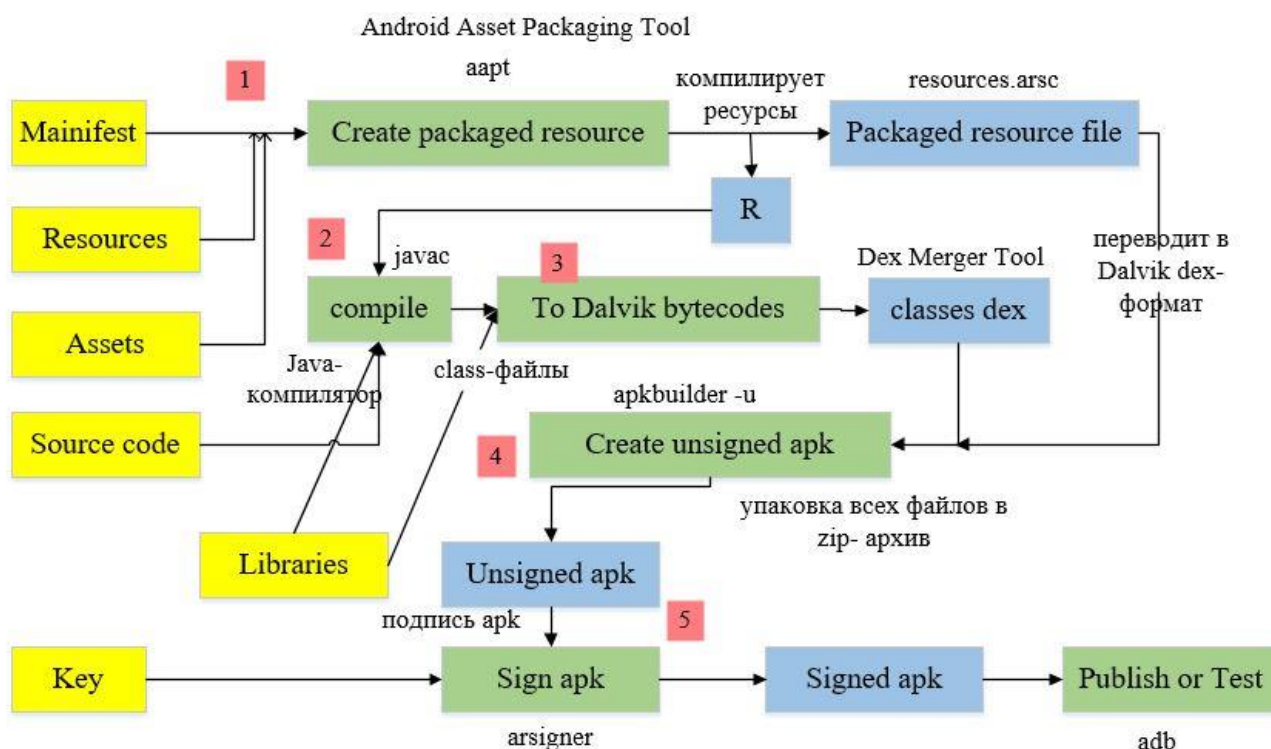 Android Asset Packaging Tool
aapt
1
компилирует
ресурсы
resources.arsc
Mainifest
Create packaged resource
Packaged resource file
R
Resources
2
javac
3
Dex Merger Tool
переводит в
Dalvik dex-
формат
compile
To Dalvik bytecodes
classes dex
Assets
Java-
компилятор
class-файлы
apkbuilder -u
Source code
Create unsigned apk
4
упаковка всех файлов в
zip- архив
Libraries
Unsigned apk
подпись apk
5
Key
Sign apk
Signed apk
Publish or Test
arsigner
adb